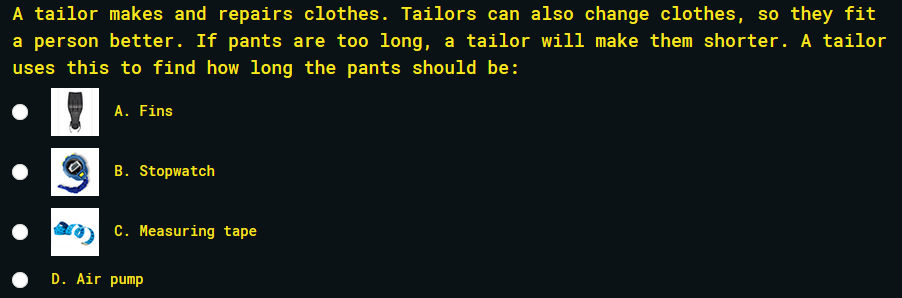 A tailor makes and repairs clothes. Tailors can also change clothes, so they fit
a person better. If pants are too long, a tailor will make them shorter. A tailor
uses this to find how long the pants should be:
A. Fins
B. Stopwatch
C. Measuring tape
D. Air pump